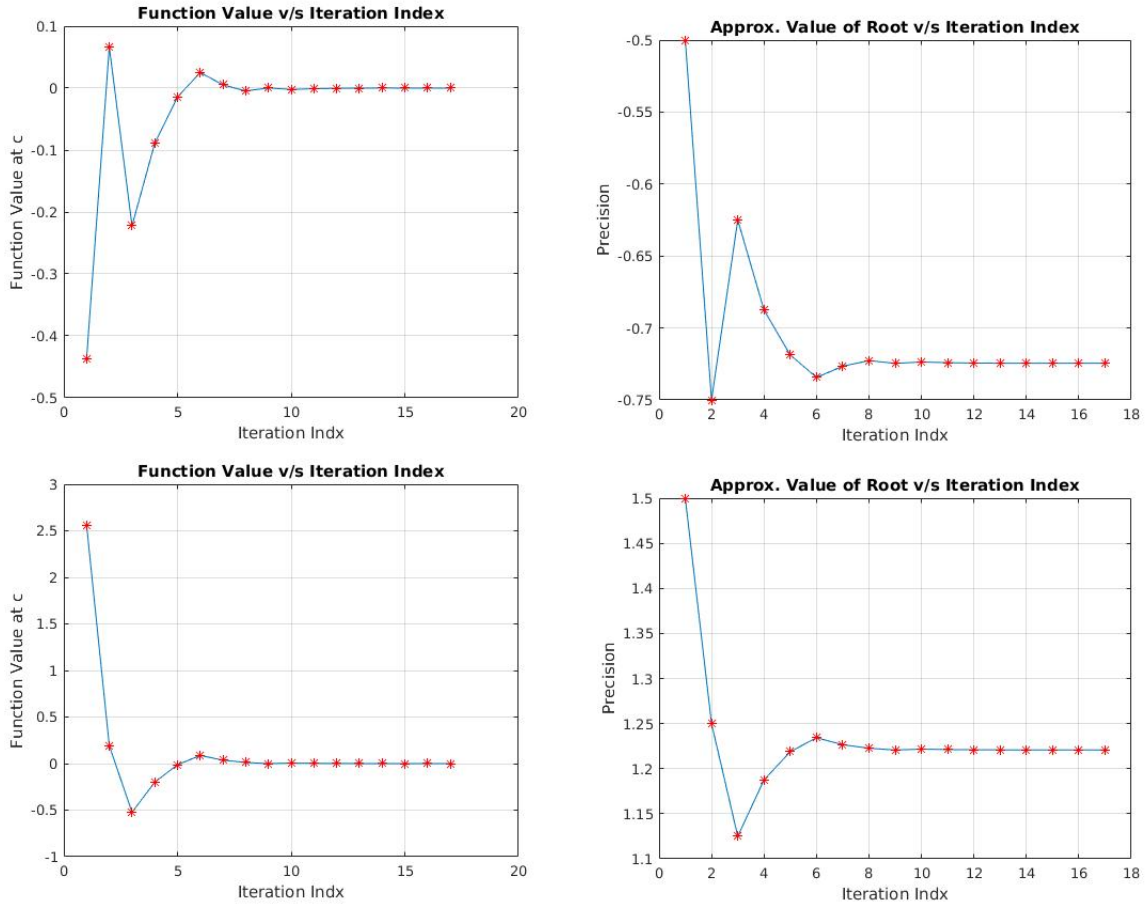 Function Value v/s Iteration Index
0.1
0
-0.1
-0.2
-0.3
-0.4
-0.5
Function Value at c
0 5 10 15 20
Iteration Indx
Approx. Value of Root v/s Iteration Index
-0.5
-0.55
-0.6
-0.65
-0.7
-0.75
Precision
0 2 4 6 8 10 12 14 16 18
Iteration Indx
Function Value v/s Iteration Index
3
2.5
2
1.5
1
0.5
0
-0.5
-1
Function Value at c
0 5 10 15 20
Iteration Indx
Approx. Value of Root v/s Iteration Index
1.5
1.45
1.4
1.35
1.3
1.25
1.2
1.15
1.1
Precision
0 2 4 6 8 10 12 14 16 18
Iteration Indx